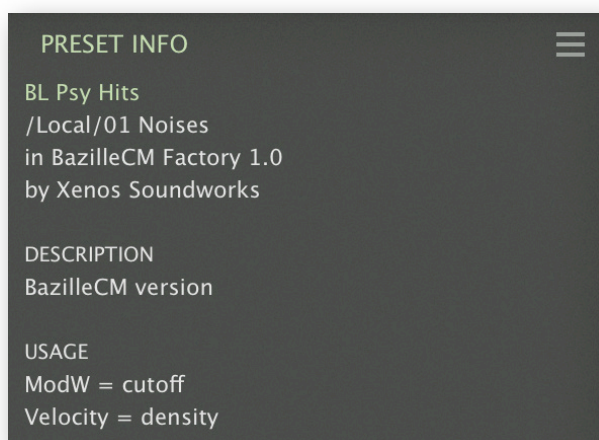 PRESET INFO
BL Psy Hits
/Local/01 Noises
in BazilleCM Factory 1.0
by Xenos Soundworks
DESCRIPTION
BazilleCM version
USAGE
ModW = cutoff
Velocity = density